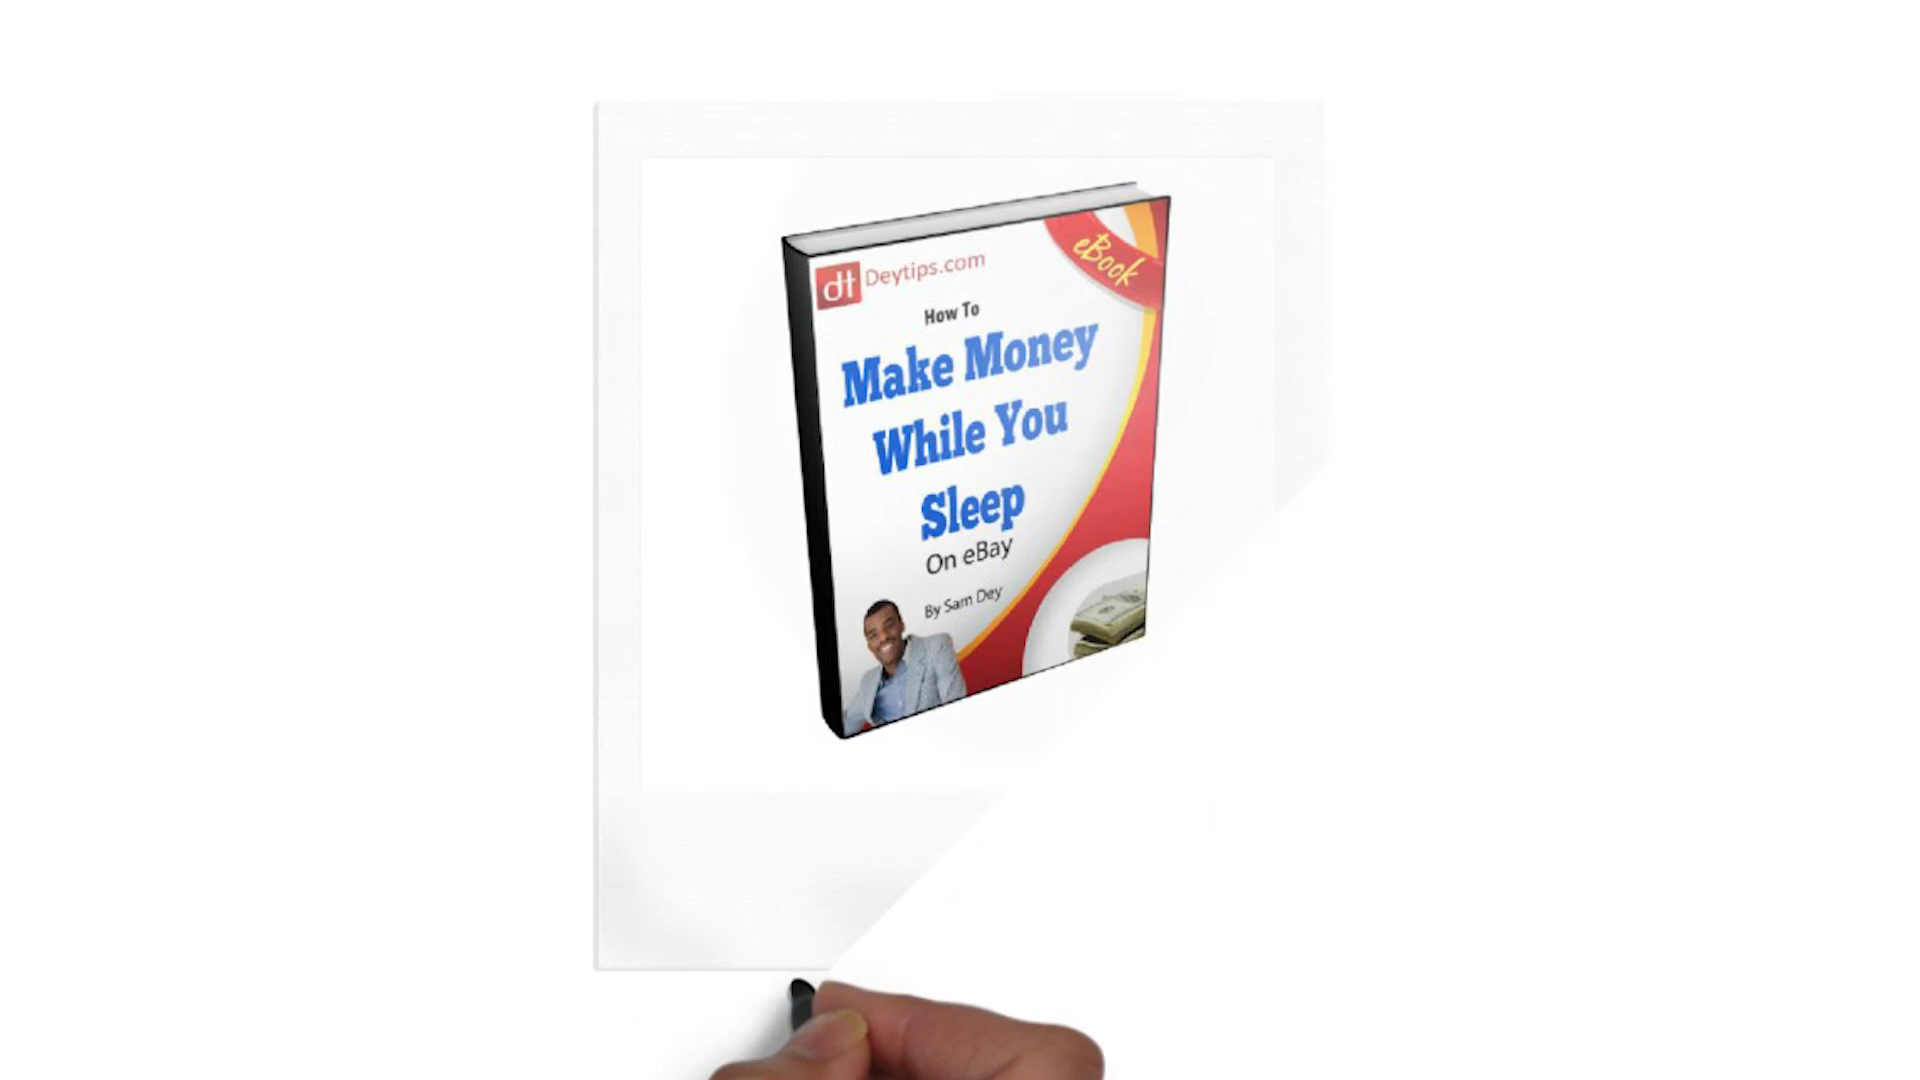 dt Deytips.com
eBook
How To
Make Money
While You
Sleep
On eBay
By Sam Dey